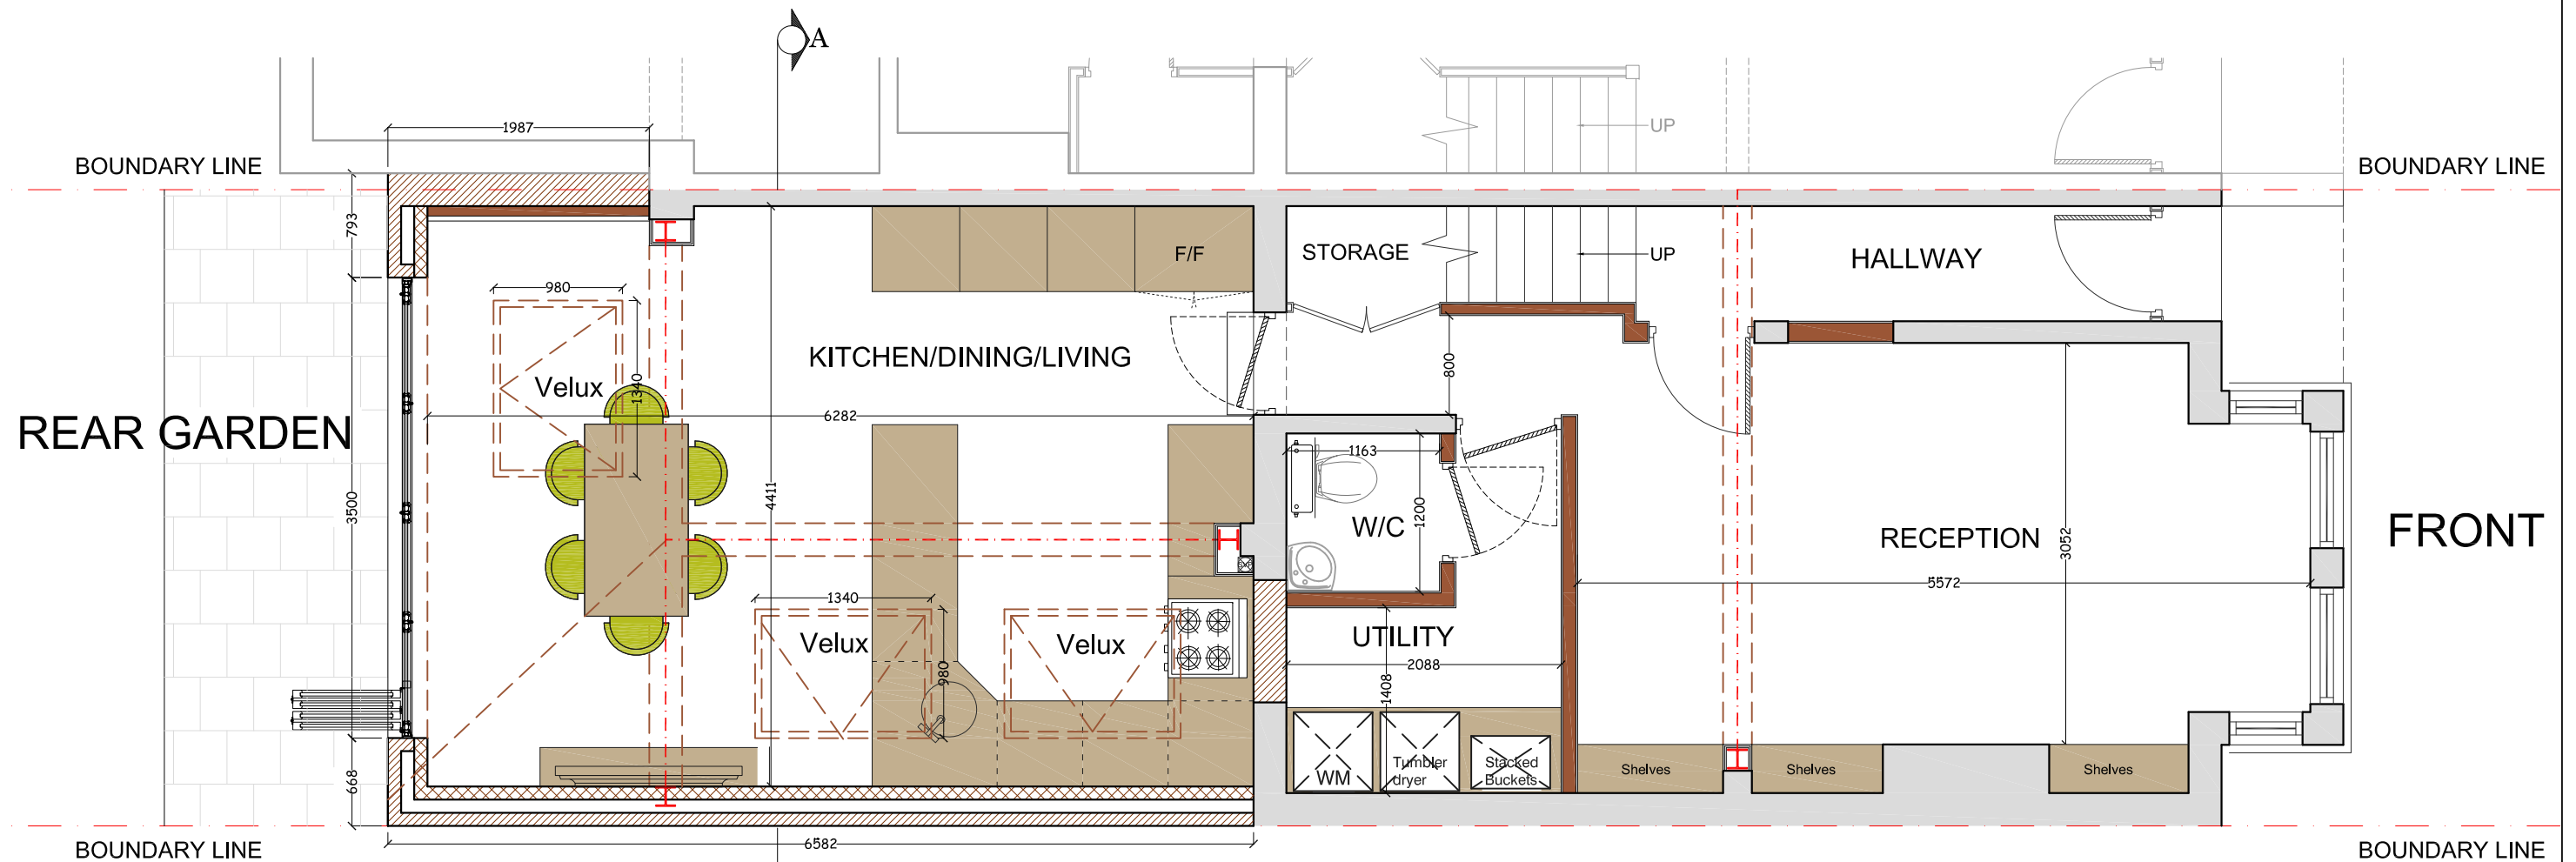 A
1987
UP
BOUNDARY LINE
BOUNDARY LINE
793
F/F
STORAGE
UP
HALLWAY
980
1340
Velux
KITCHEN/DINING/LIVING
800
6282
REAR GARDEN
1163
4411
3500
1200
W/C
RECEPTION
3052
FRONT
5572
1340
Velux
Velux
980
UTILITY
2088
1408
668
WM
Tumbler
dryer
Stacked
Buckets
Shelves
Shelves
Shelves
6582
BOUNDARY LINE
BOUNDARY LINE